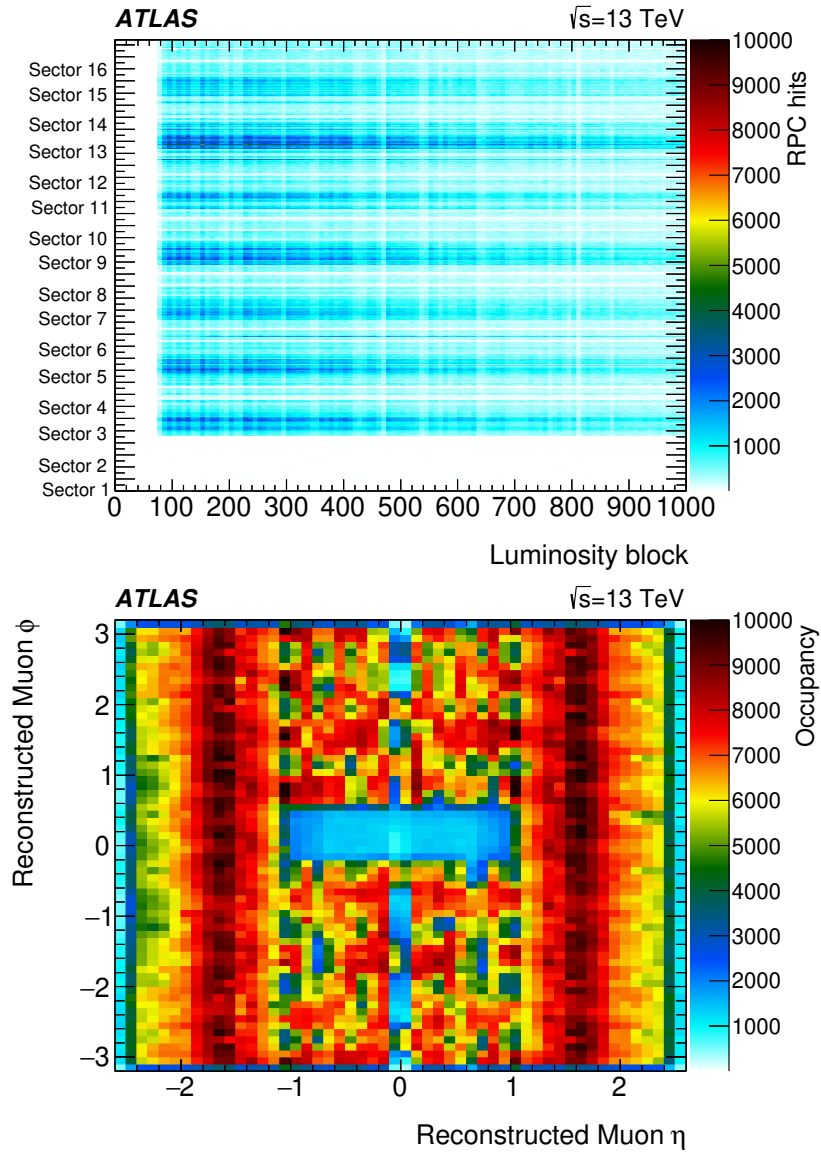 ATLAS √s=13 TeV
Sector 16
Sector 15
Sector 14
Sector 13
Sector 12
Sector 11
Sector 10
Sector 9
Sector 8
Sector 7
Sector 6
Sector 5
Sector 4
Sector 3
Sector 2
Sector 1
0 100 200 300 400 500 600 700 800 900 1000
Luminosity block
10000
9000
8000
7000
6000
5000
4000
3000
2000
1000
RPC hits
ATLAS √s=13 TeV
Reconstructed Muon ϕ
3
2
1
0
−1
−2
−3
−2 −1 0 1 2
Reconstructed Muon η
10000
9000
8000
7000
6000
5000
4000
3000
2000
1000
Occupancy